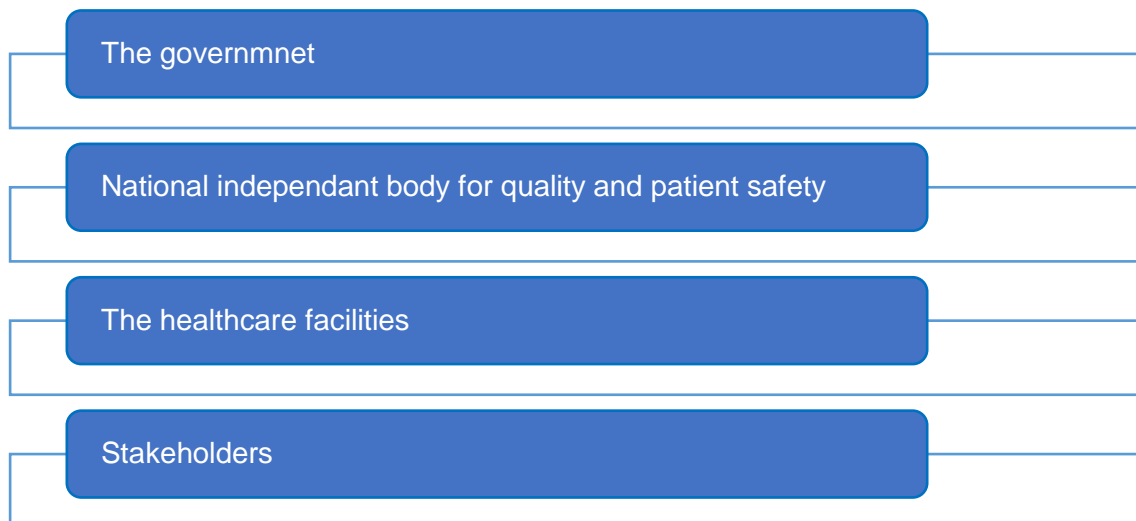 The governmnet
National independant body for quality and patient safety
The healthcare facilities
Stakeholders